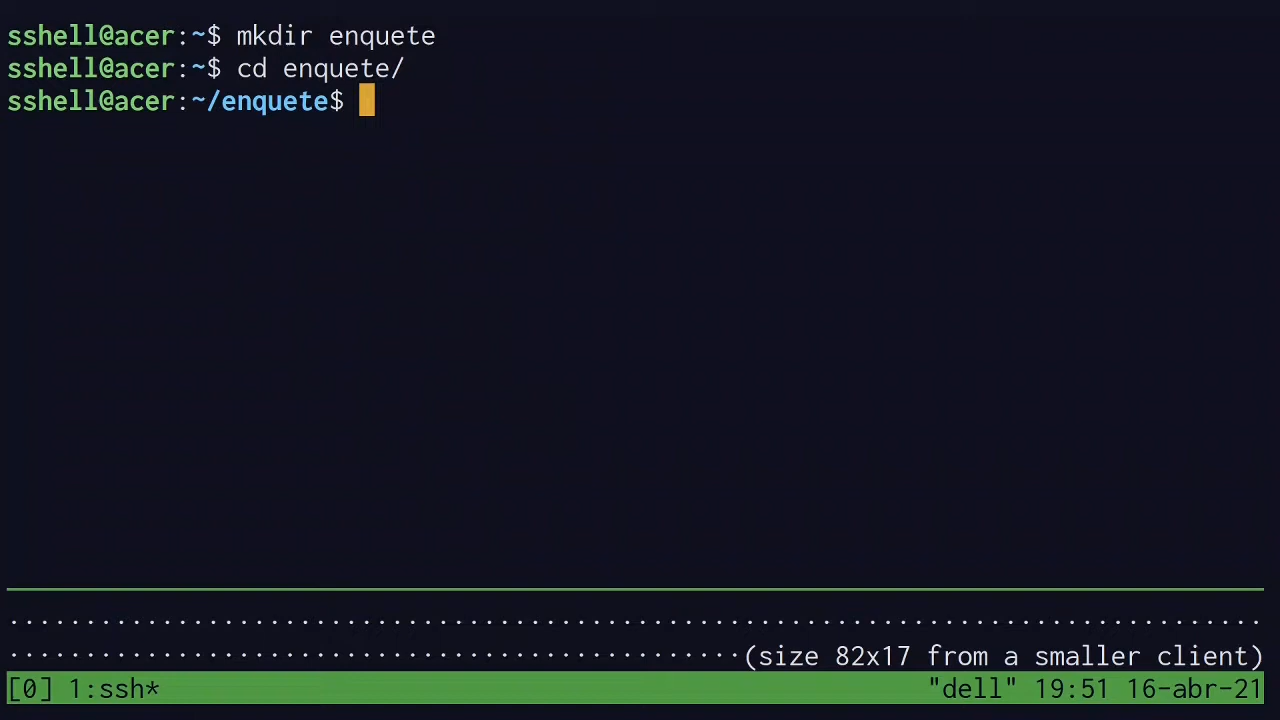 sshell@acer:~$ mkdir enquete
sshell@acer:~$ cd enquete/
sshell@acer:~/enquete$
(size 82x17 from a smaller client)
[0] 1:ssh* "dell" 19:51 16-abr-21